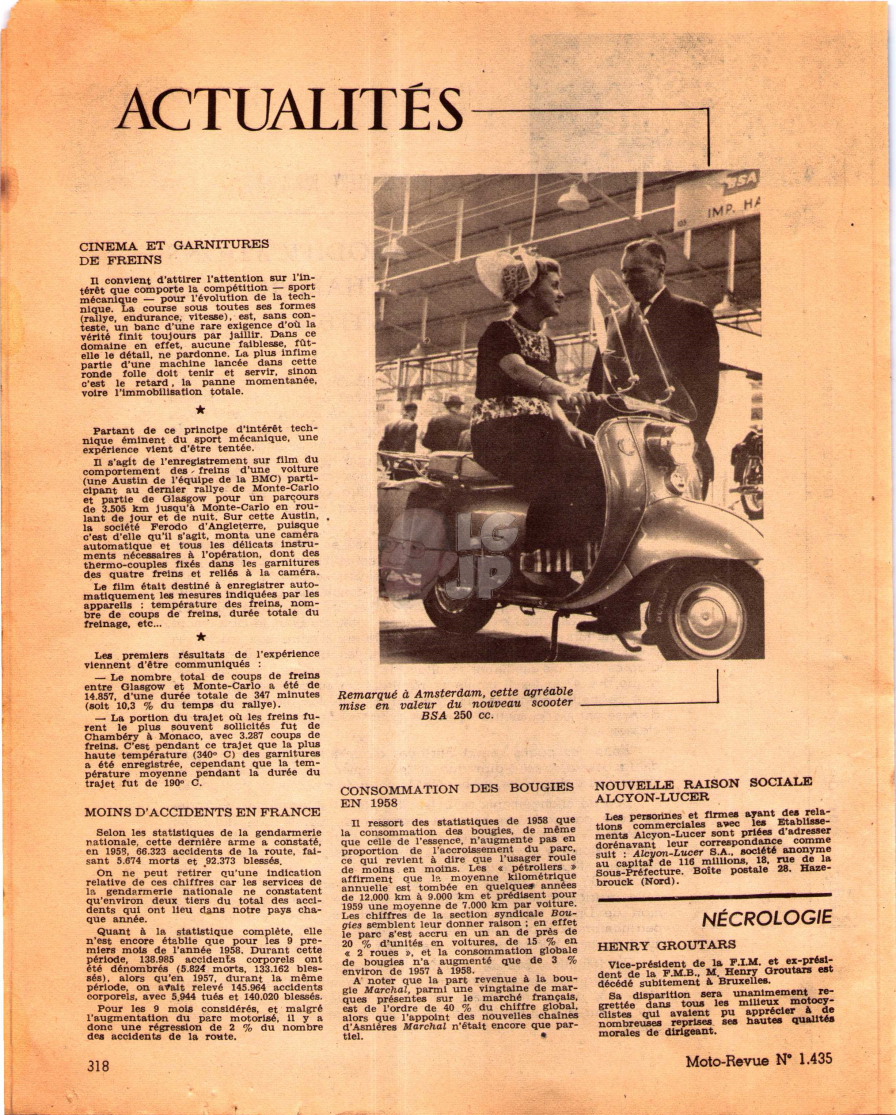 ACTUALITÉS
BSA
IMP. HA
CINEMA ET GARNITURES
DE FREINS
Il convient d'attirer l'attention sur l'in-
térêt que comporte la compétition — sport
mécanique — pour l'évolution de la tech-
nique. La course sous toutes ses formes
(rallye, endurance, vitesse), est, sans con-
teste, un banc d'une rare exigence d'où la
vérité finit toujours par jaillir. Dans ce
domaine en effet, aucune faiblesse, fût-
elle le détail, ne pardonne. La plus infime
partie d'une machine lancée dans cette
ronde folle doit tenir et servir, sinon
c'est le retard, la panne momentanée,
voire l'immobilisation totale.
★
Partant de ce principe d'intérêt tech-
nique éminent du sport mécanique, une
expérience vient d'être tentée.
Il s'agit de l'enregistrement sur film du
comportement des freins d'une voiture
(une Austin de l'équipe de la BMC) parti-
cipant au dernier rallye de Monte-Carlo
et partie de Glasgow pour un parcours
de 3.505 km jusqu'à Monte-Carlo en rou-
lant de jour et de nuit. Sur cette Austin,
la société Ferodo d'Angleterre, puisque
c'est d'elle qu'il s'agit, monta une caméra
automatique et tous les délicats instru-
ments nécessaires à l'opération, dont des
thermo-couples fixés dans les garnitures
des quatre freins et reliés à la caméra.
Le film était destiné à enregistrer auto-
matiquement les mesures indiquées par les
appareils : température des freins, nom-
bre de coups de freins, durée totale du
freinage, etc...
★
Les premiers résultats de l'expérience
viennent d'être communiqués :
— Le nombre total de coups de freins
entre Glasgow et Monte-Carlo a été de
14.857, d'une durée totale de 347 minutes
(soit 10,3 % du temps du rallye).
— La portion du trajet où les freins fu-
rent le plus souvent sollicités fut de
Chambéry à Monaco, avec 3.287 coups de
freins. C'est pendant ce trajet que la plus
haute température (340° C) des garnitures
a été enregistrée, cependant que la tem-
pérature moyenne pendant la durée du
trajet fut de 190° C.
MOINS D'ACCIDENTS EN FRANCE
Selon les statistiques de la gendarmerie
nationale, cette dernière arme a constaté,
en 1958, 66.323 accidents de la route, fai-
sant 5.674 morts et 92.373 blessés.
On ne peut retirer qu'une indication
relative de ces chiffres car les services de
la gendarmerie nationale ne constatent
qu'environ deux tiers du total des acci-
dents qui ont lieu dans notre pays cha-
que année.
Quant à la statistique complète, elle
n'est encore établie que pour les 9 pre-
miers mois de l'année 1958. Durant cette
période, 138.985 accidents corporels ont
été dénombrés (5.824 morts, 133.162 bles-
sés), alors qu'en 1957, durant la même
période, on avait relevé 145.964 accidents
corporels, avec 5,944 tués et 140.020 blessés.
Pour les 9 mois considérés, et malgré
l'augmentation du parc motorisé, il y a
donc une régression de 2 % du nombre
des accidents de la route.
LG
JP
Remarqué à Amsterdam, cette agréable
mise en valeur du nouveau scooter
BSA 250 cc.
CONSOMMATION DES BOUGIES
EN 1958
Il ressort des statistiques de 1958 que
la consommation des bougies, de même
que celle de l'essence, n'augmente pas en
proportion de l'accroissement du parc,
ce qui revient à dire que l'usager roule
de moins en moins. Les « pétroliers »
affirment que la moyenne kilométrique
annuelle est tombée en quelques années
de 12.000 km à 9.000 km et prédisent pour
1959 une moyenne de 7.000 km par voiture.
Les chiffres de la section syndicale Bou-
gies semblent leur donner raison ; en effet
le parc s'est accru en un an de près de
20 % d'unités en voitures, de 15 % en
« 2 roues », et la consommation globale
de bougies n'a augmenté que de 3 %
environ de 1957 à 1958.
A noter que la part revenue à la bou-
gie Marchal, parmi une vingtaine de mar-
ques présentes sur le marché français,
est de l'ordre de 40 % du chiffre global,
alors que l'appoint des nouvelles chaînes
d'Asnières Marchal n'était encore que par-
tiel.
NOUVELLE RAISON SOCIALE
ALCYON-LUCER
Les personnes et firmes ayant des rela-
tions commerciales avec les Etablisse-
ments Alcyon-Lucer sont priées d'adresser
dorénavant leur correspondance comme
suit : Alcyon-Lucer S.A., société anonyme
au capital de 116 millions, 18, rue de la
Sous-Préfecture. Boîte postale 28. Haze-
brouck (Nord).
NÉCROLOGIE
HENRY GROUTARS
Vice-président de la F.I.M. et ex-prési-
dent de la F.M.B., M. Henry Groutars est
décédé subitement à Bruxelles.
Sa disparition sera unanimement re-
grettée dans tous les milieux motocy-
clistes qui avaient pu apprécier à de
nombreuses reprises ses hautes qualités
morales de dirigeant.
318
Moto-Revue N° 1.435